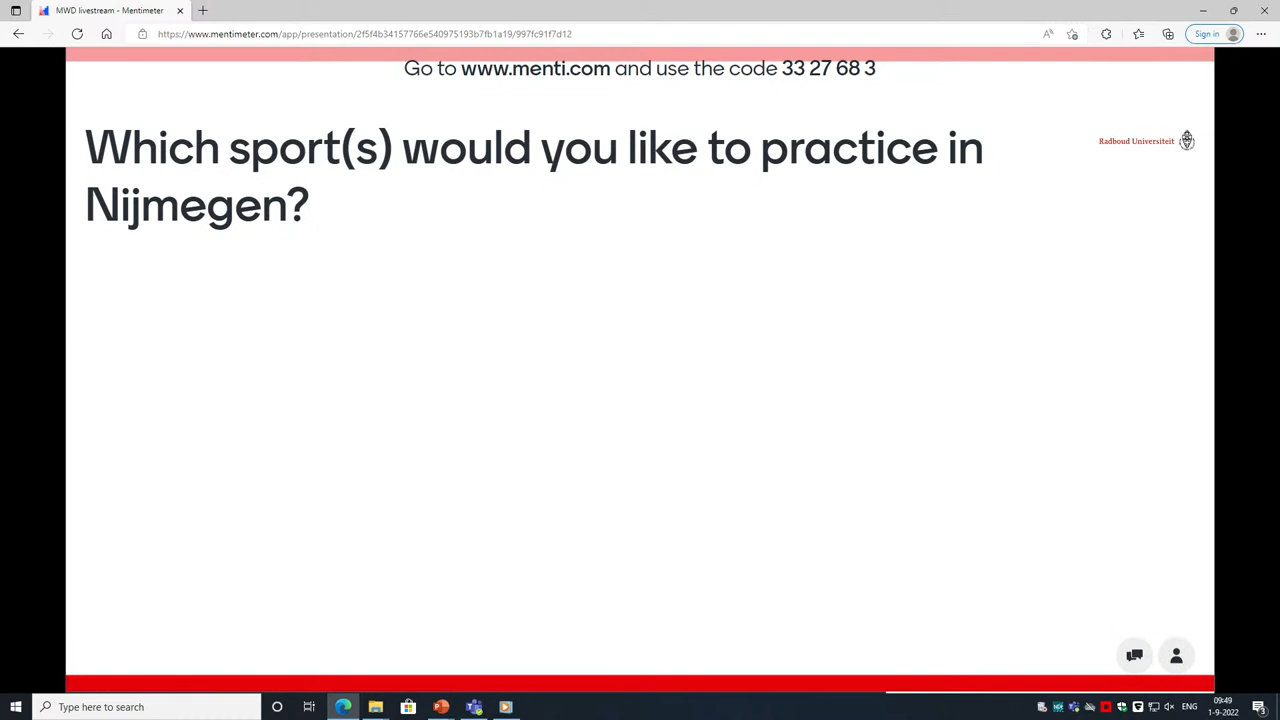 MWD livestream - Mentimeter
https://www.mentimeter.com/app/presentation/2f5f4b34157766e540975193b7fb1a19/997fc91f7d12
Sign in
Go to www.menti.com and use the code 33 27 68 3
Which sport(s) would you like to practice in
Nijmegen?
Radboud Universiteit
Type here to search
ENG
09:49
1-9-2022